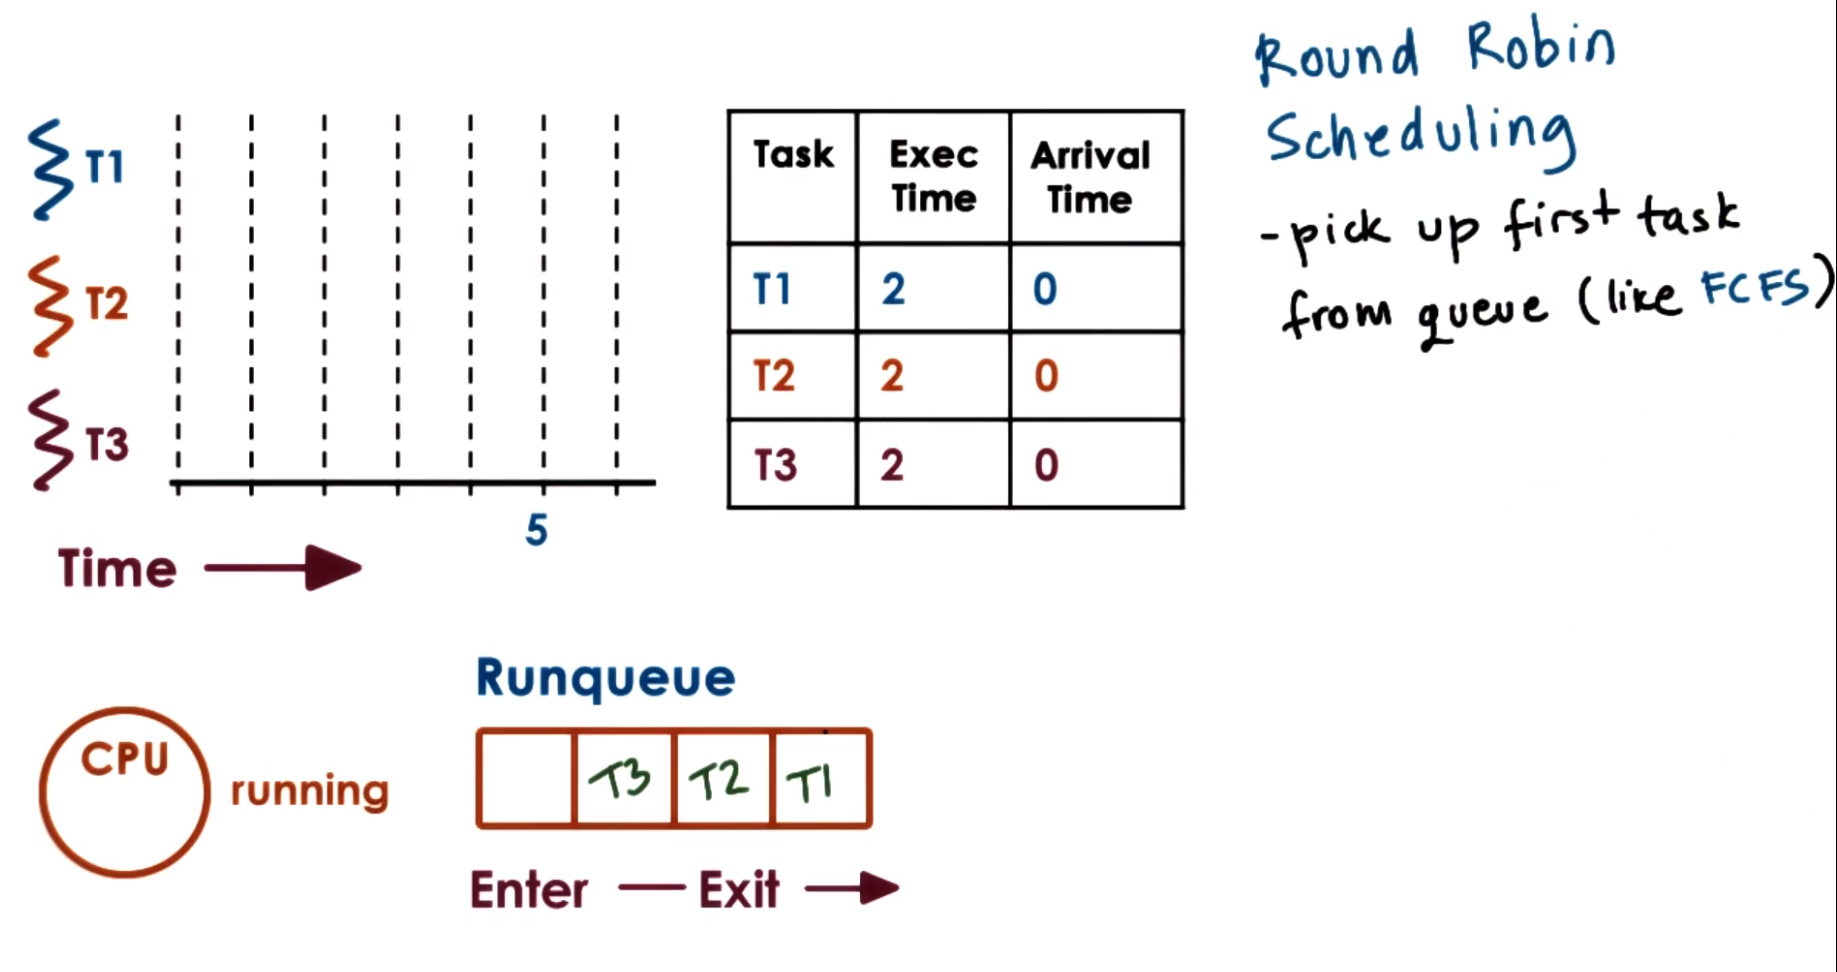 Round Robin
Scheduling
-pick up first task
from queue (like FCFS)
T1
T2
T3
5
Time
Task Exec Time Arrival Time
T1 2 0
T2 2 0
T3 2 0
Runqueue
CPU
running
T3 T2 T1
Enter — Exit